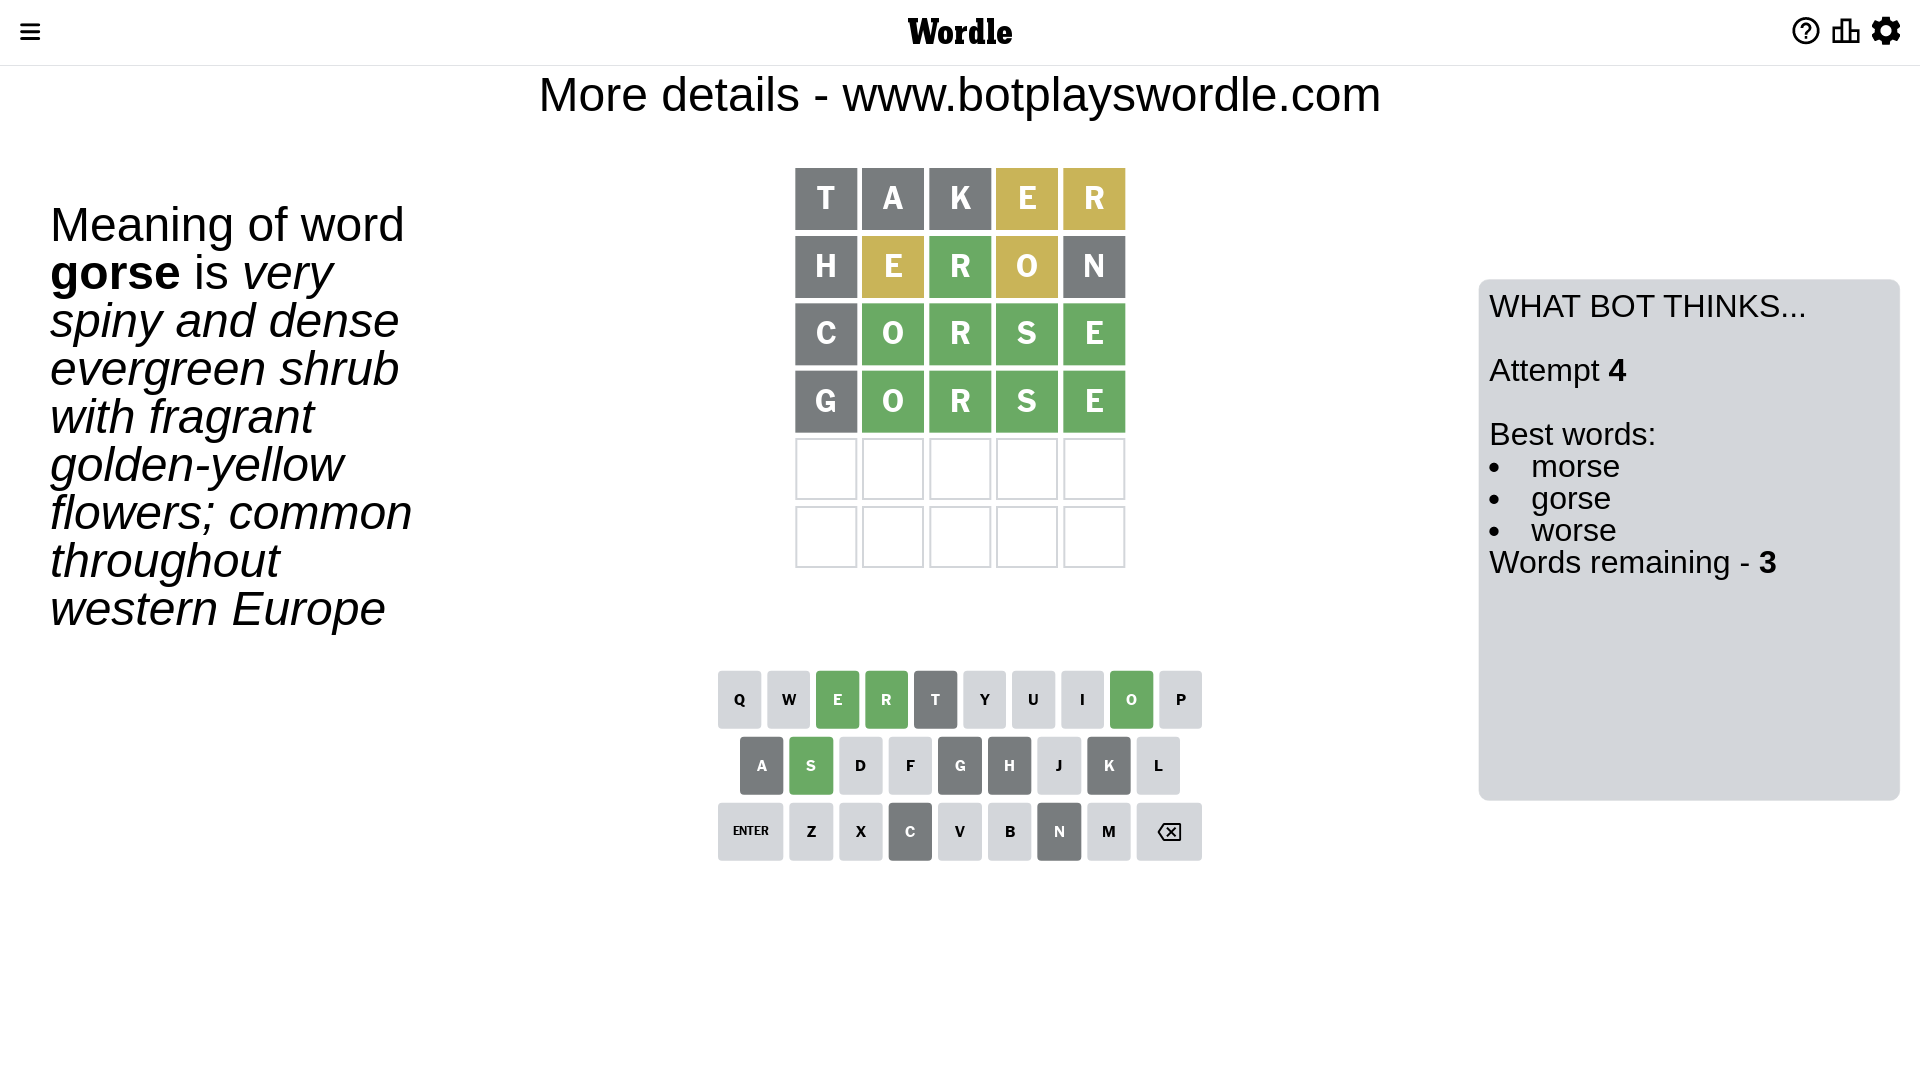 Wordle
More details - www.botplayswordle.com
Meaning of word
gorse is very
spiny and dense
evergreen shrub
with fragrant
golden-yellow
flowers; common
throughout
western Europe
T A K E R
H E R O N
C O R S E
G O R S E
WHAT BOT THINKS...
Attempt 4
Best words:
• morse
• gorse
• worse
Words remaining - 3
Q W E R T Y U I O P
A S D F G H J K L
ENTER Z X C V B N M